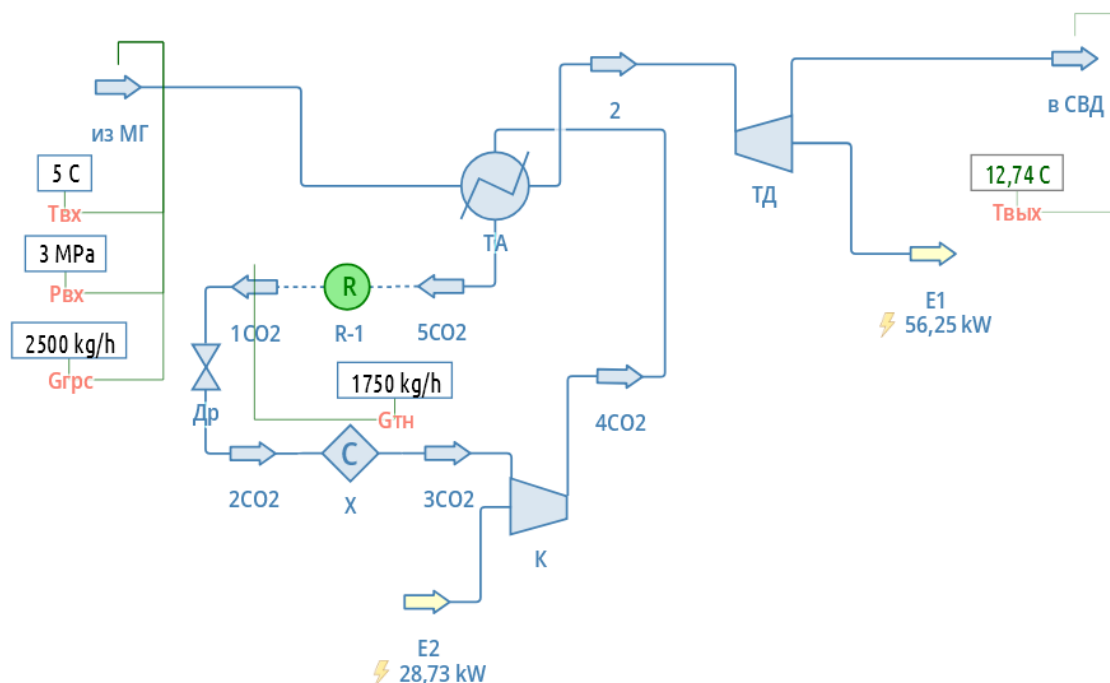 из МГ
5 C
Твх
3 MPa
Рвх
2500 kg/h
Gгрс
2
ТА
ТД
в СВД
12,74 C
Твых
E1
56,25 kW
1CO2
R
R-1
5CO2
1750 kg/h
Gтн
Др
2CO2
C
X
3CO2
4CO2
К
E2
28,73 kW